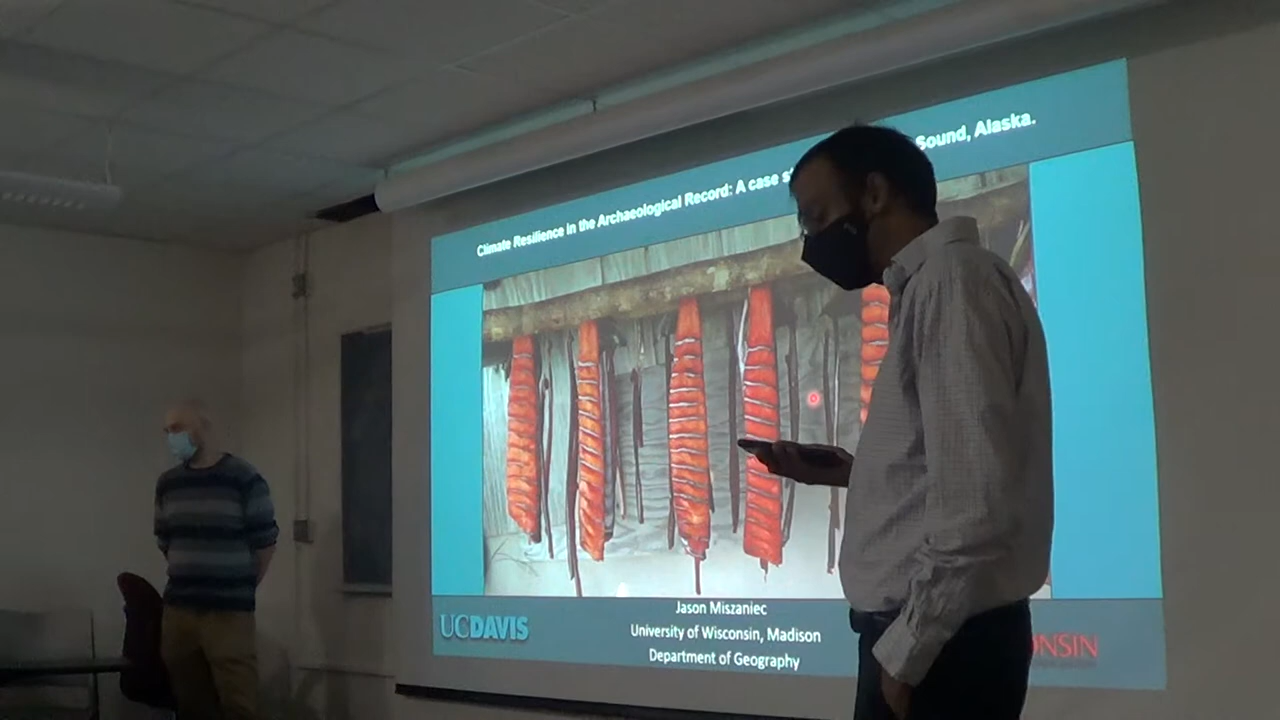 Climate Resilience in the Archaeological Record: A case s Sound, Alaska.
Jason Miszaniec
University of Wisconsin, Madison
Department of Geography
UCDAVIS
ONSIN